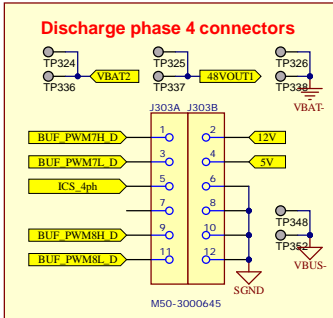 Discharge phase 4 connectors
TP324 TP325 TP326
TP336 VBAT2 TP337 48VOUT1 TP338
VBAT-
J303A J303B
BUF_PWM7H_D 1 2 12V
BUF_PWM7L_D 3 4 5V
ICS_4ph 5 6
7 8 TP348
BUF_PWM8H_D 9 10 TP352
BUF_PWM8L_D 11 12 VBUS-
SGND
M50-3000645